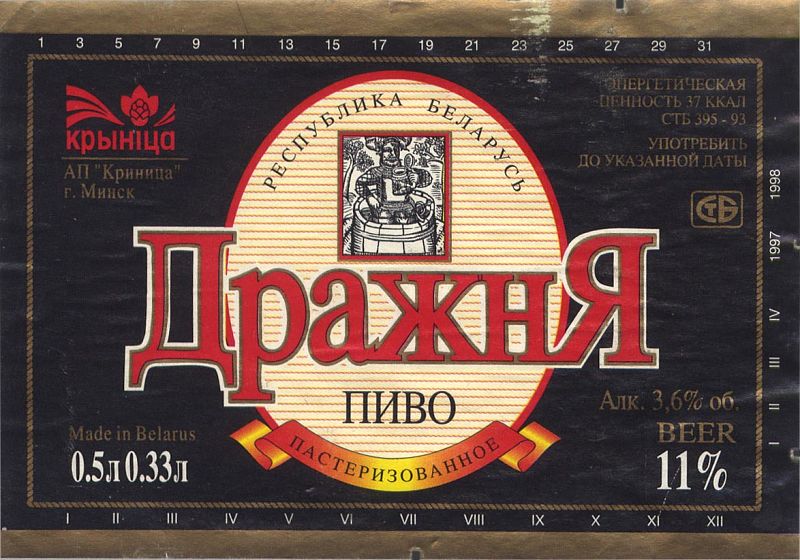 1 3 5 7 9 11 13 15 17 19 21 23 25 27 29 31
крыніца
АП "Криница"
г. Минск
РЕСПУБЛИКА БЕЛАРУСЬ
ЭНЕРГЕТИЧЕСКАЯ
ЦЕННОСТЬ 37 ККАЛ
СТБ 395 - 93
УПОТРЕБИТЬ
ДО УКАЗАННОЙ ДАТЫ
СТБ
ДражнЯ
ПИВО
ПАСТЕРИЗОВАННОЕ
Made in Belarus
0.5л 0.33л
Алк. 3,6% об.
BEER
11%
I II III IV 1997 1998
I II III IV V VI VII VIII IX X XI XII